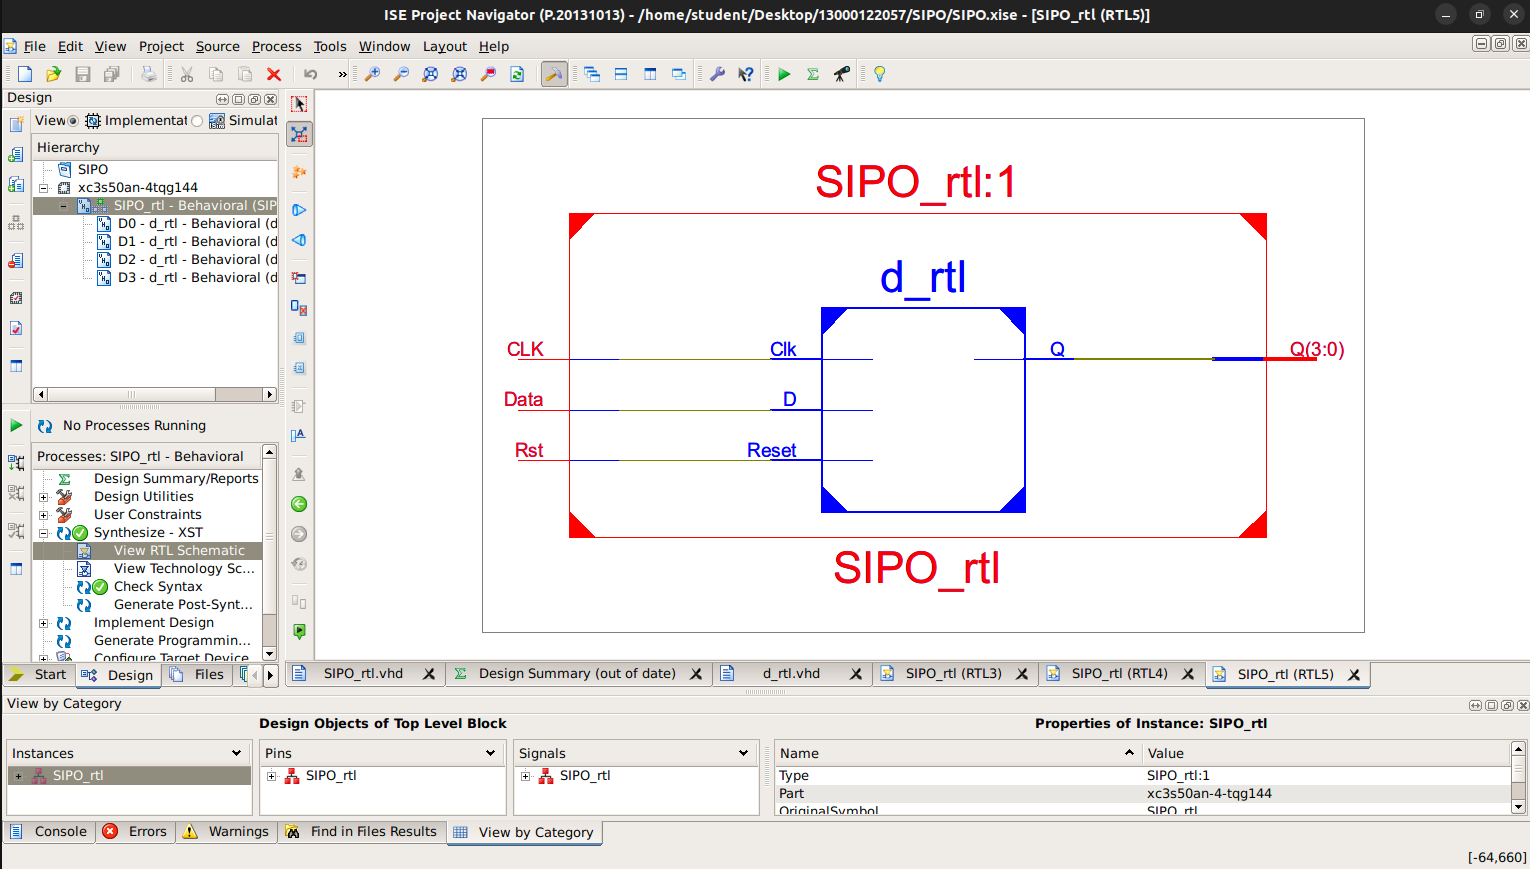 ISE Project Navigator (P.20131013) - /home/student/Desktop/13000122057/SIPO/SIPO.xise - [SIPO_rtl (RTL5)]
File Edit View Project Source Process Tools Window Layout Help
»
Design
View Implementat Simulat
Hierarchy
SIPO
xc3s50an-4tqg144
SIPO_rtl - Behavioral (SIP
D0 - d_rtl - Behavioral (d
D1 - d_rtl - Behavioral (d
D2 - d_rtl - Behavioral (d
D3 - d_rtl - Behavioral (d
No Processes Running
Processes: SIPO_rtl - Behavioral
Design Summary/Reports
Design Utilities
User Constraints
Synthesize - XST
View RTL Schematic
View Technology Sc...
Check Syntax
Generate Post-Synt...
Implement Design
Generate Programmin...
Configure Target Device
Start Design Files
SIPO_rtl:1
d_rtl
CLK Clk Q Q(3:0)
Data D
Rst Reset
SIPO_rtl
SIPO_rtl.vhd Design Summary (out of date) d_rtl.vhd SIPO_rtl (RTL3) SIPO_rtl (RTL4) SIPO_rtl (RTL5)
View by Category
Design Objects of Top Level Block Properties of Instance: SIPO_rtl
Instances Pins Signals Name Value
SIPO_rtl SIPO_rtl SIPO_rtl Type SIPO_rtl:1
Part xc3s50an-4-tqg144
OriginalSymbol SIPO_rtl
Console Errors Warnings Find in Files Results View by Category
[-64,660]